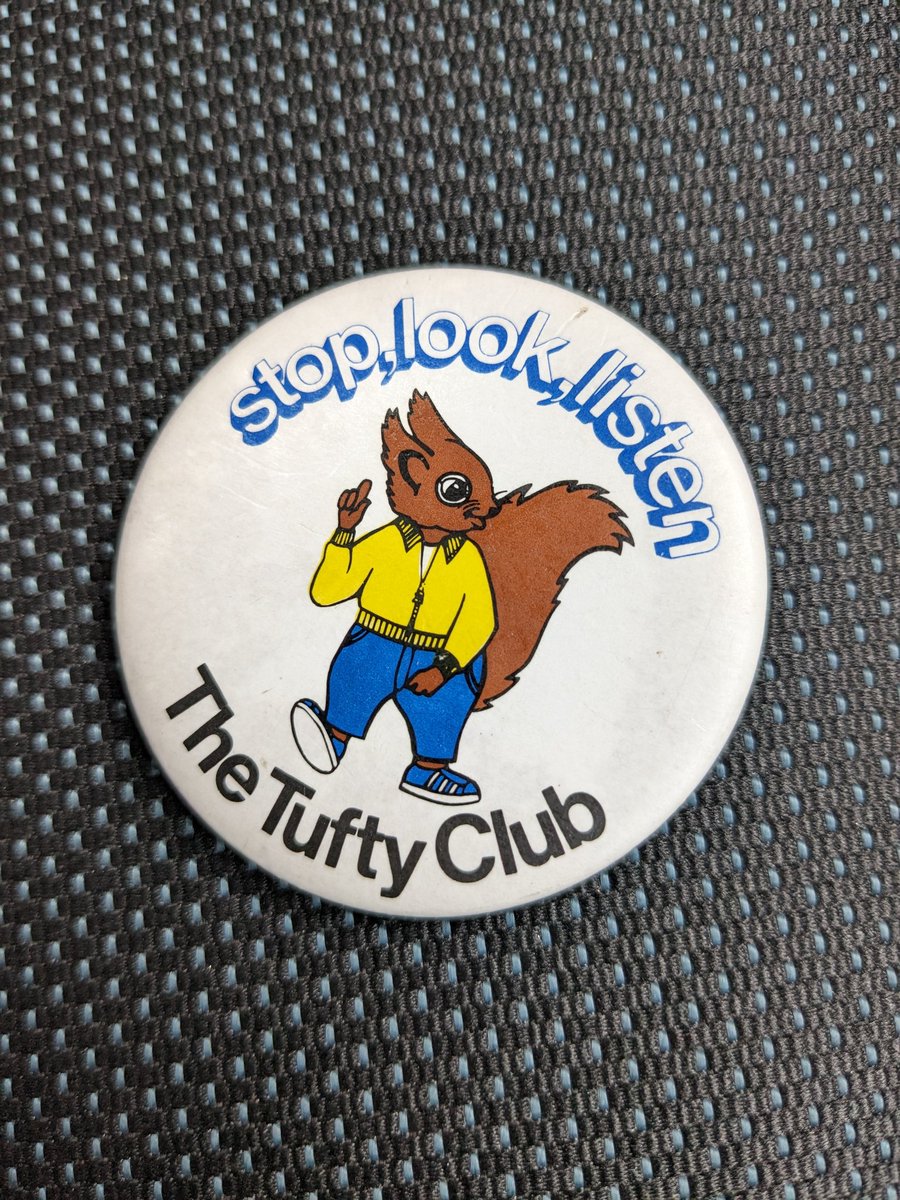 stop,look,listen
The Tufty Club